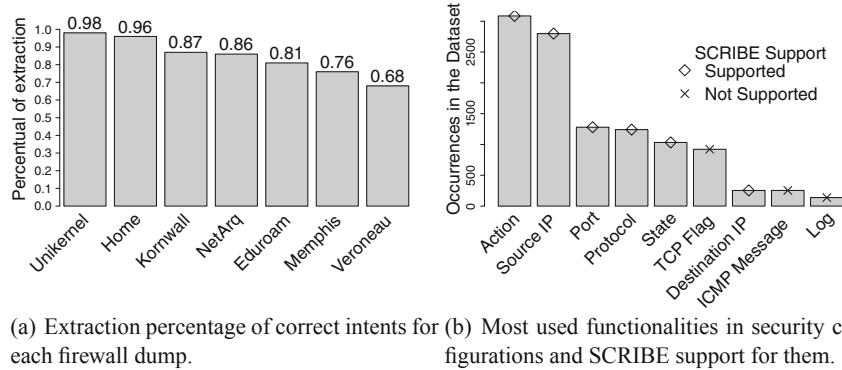 0.98
0.96
0.87
0.86
0.81
0.76
0.68
Percentual of extraction
1.0
0.9
0.8
0.7
0.6
0.5
0.4
0.3
0.2
0.1
0.0
Unikernel
Home
Kornwall
NetArq
Eduroam
Memphis
Veroneau
(a) Extraction percentage of correct intents for
each firewall dump.
Occurrences in the Dataset
2500
1500
500
0
SCRIBE Support
Supported
Not Supported
Action
Source IP
Port
Protocol
State
TCP Flag
Destination IP
ICMP Message
Log
(b) Most used functionalities in security c
figurations and SCRIBE support for them.